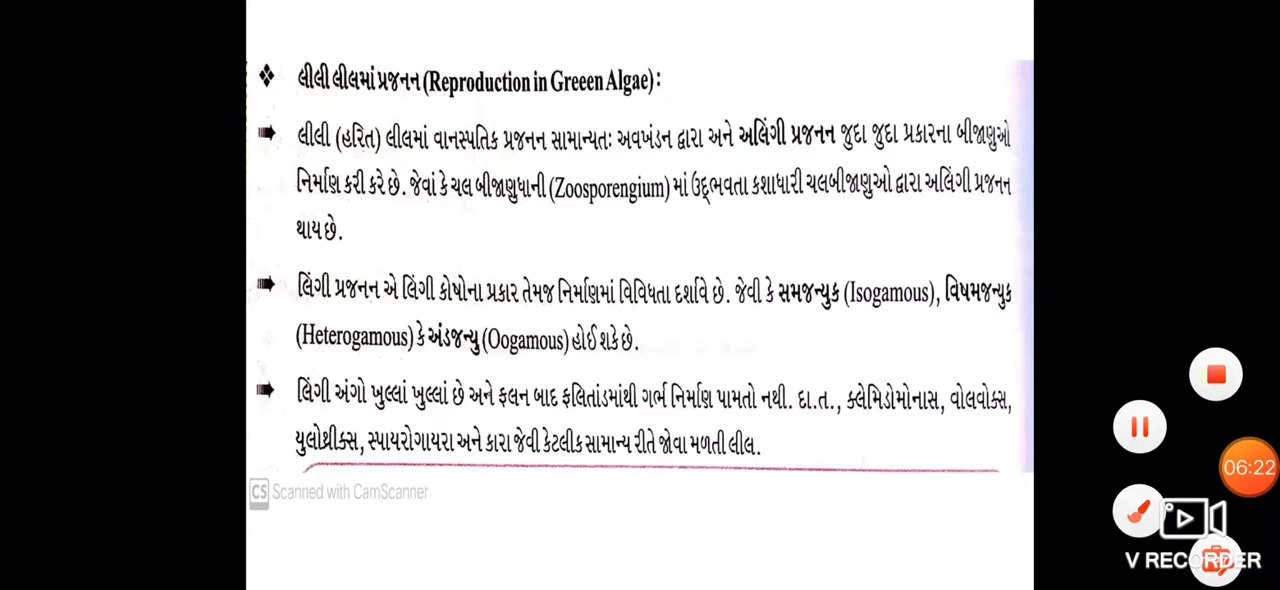 ❖ લીલી લીલમાં પ્રજનન (Reproduction in Greeen Algae) :
➠ લીલી (હરિત) લીલમાં વાનસ્પતિક પ્રજનન સામાન્યતઃ અવખંડન દ્વારા અને અલિંગી પ્રજનન જુદા જુદા પ્રકારના બીજાણુઓ
નિર્માણ કરી કરે છે. જેવાં કે ચલ બીજાણુધાની (Zoosporengium) માં ઉદ્ભવતા કશાધારી ચલબીજાણુઓ દ્વારા અલિંગી પ્રજનન
થાય છે.
➠ લિંગી પ્રજનન એ લિંગી કોષોના પ્રકાર તેમજ નિર્માણમાં વિવિધતા દર્શાવે છે. જેવી કે સમજન્યુક (Isogamous), વિષમજન્યુક
(Heterogamous) કે અંડજન્યુ (Oogamous) હોઈ શકે છે.
➠ લિંગી અંગો ખુલ્લાં ખુલ્લાં છે અને ફલન બાદ ફલિતાંડમાંથી ગર્ભ નિર્માણ પામતો નથી. દા.ત., ક્લેમિડોમોનાસ, વોલવોક્સ,
યુલોથ્રીક્સ, સ્પાયરોગાયરા અને કારા જેવી કેટલીક સામાન્ય રીતે જોવા મળતી લીલ.
CS Scanned with CamScanner
06:22
V RECORDER